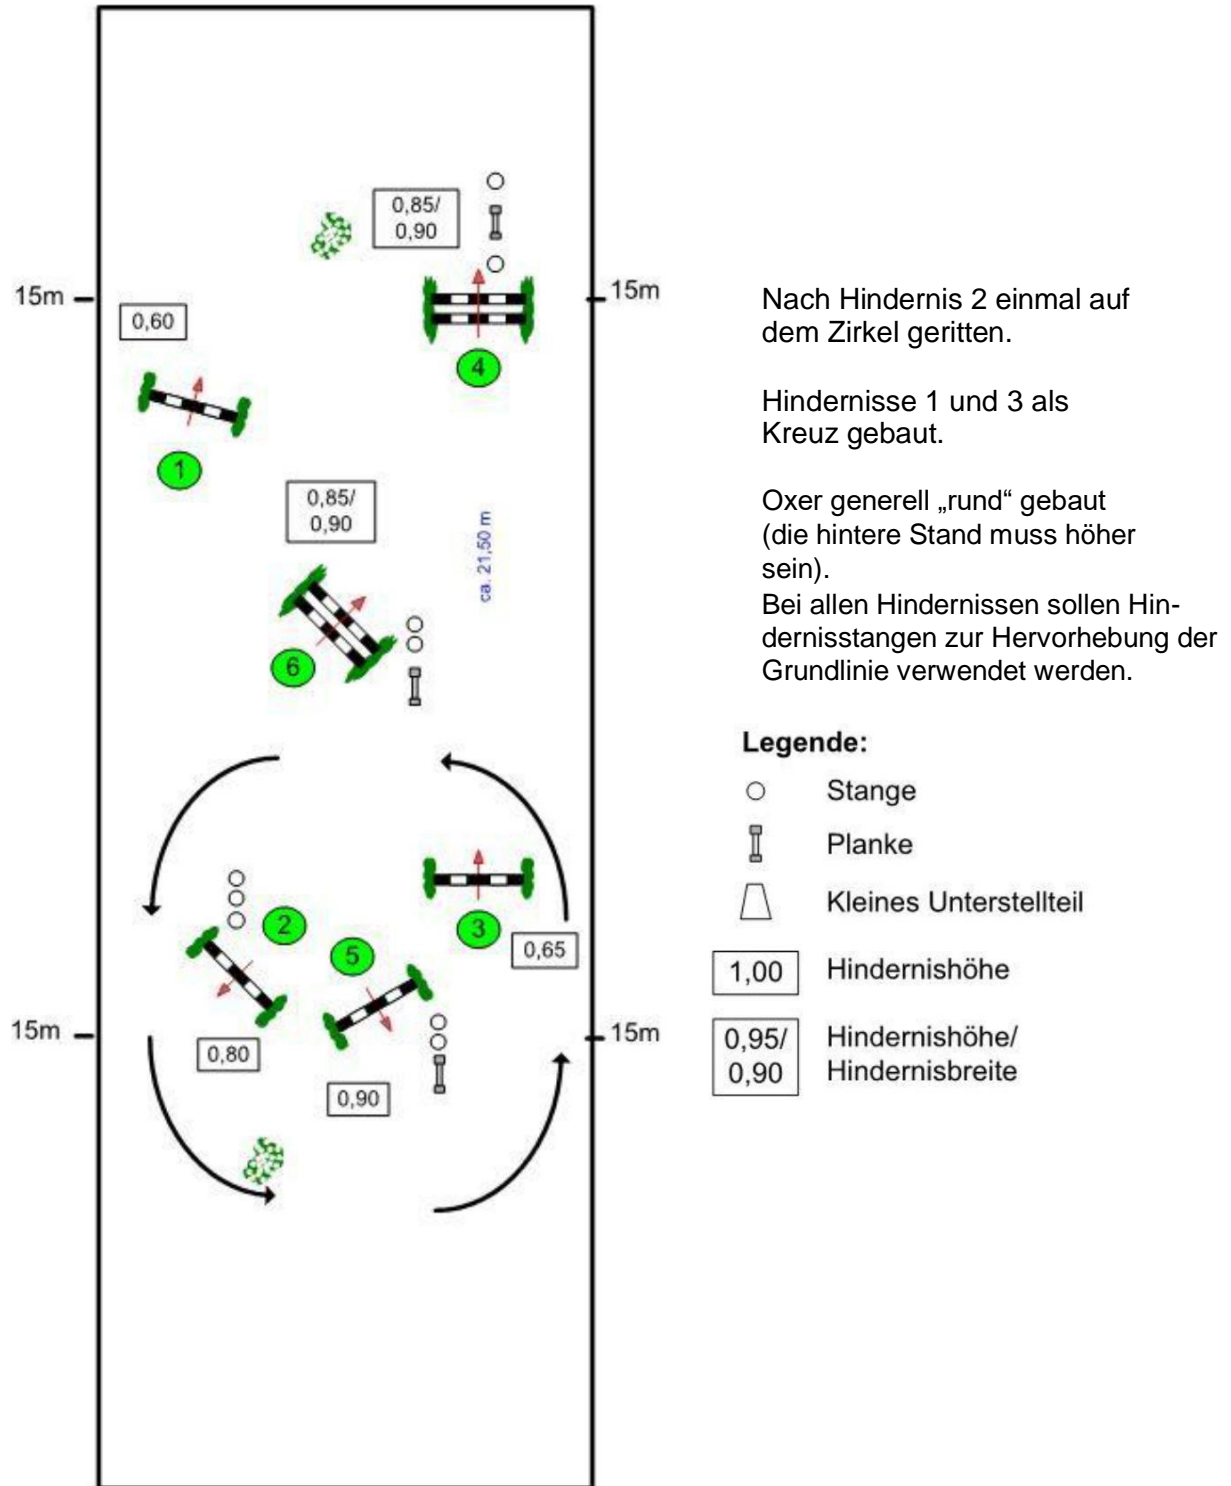 0,85/
0,90
15m
15m
0,60
4
1
0,85/
0,90
ca. 21,50 m
6
2
3
5
0,65
15m
15m
0,80
0,90
Nach Hindernis 2 einmal auf
dem Zirkel geritten.
Hindernisse 1 und 3 als
Kreuz gebaut.
Oxer generell „rund“ gebaut
(die hintere Stand muss höher
sein).
Bei allen Hindernissen sollen Hin-
dernisstangen zur Hervorhebung der
Grundlinie verwendet werden.
Legende:
Stange
Planke
Kleines Unterstellteil
1,00 Hindernishöhe
0,95/ Hindernishöhe/
0,90 Hindernisbreite